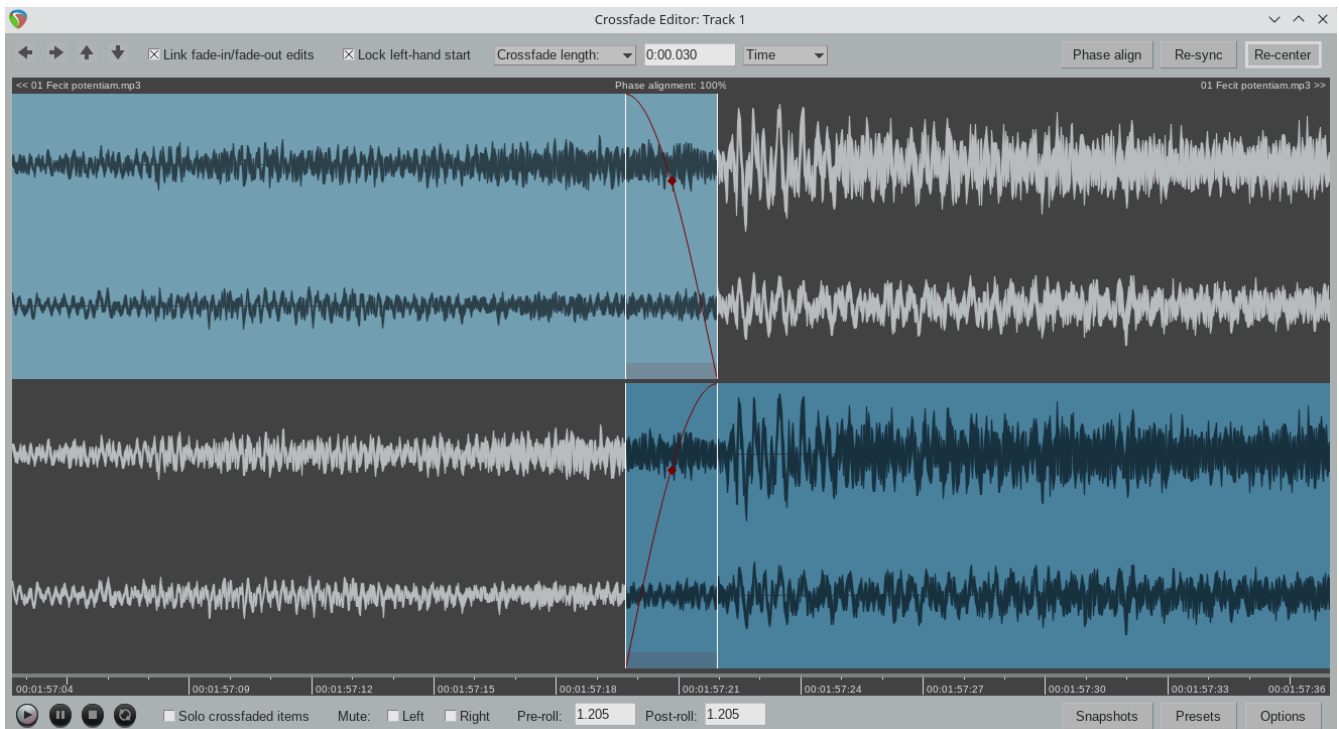 Crossfade Editor: Track 1
Link fade-in/fade-out edits Lock left-hand start Crossfade length: 0:00.030 Time Phase align Re-sync Re-center
<< 01 Fecit potentiam.mp3 Phase alignment: 100% 01 Fecit potentiam.mp3 >>
00:01:57:04 00:01:57:09 00:01:57:12 00:01:57:15 00:01:57:18 00:01:57:21 00:01:57:24 00:01:57:27 00:01:57:30 00:01:57:33 00:01:57:36
Solo crossfaded items Mute: Left Right Pre-roll: 1.205 Post-roll: 1.205 Snapshots Presets Options